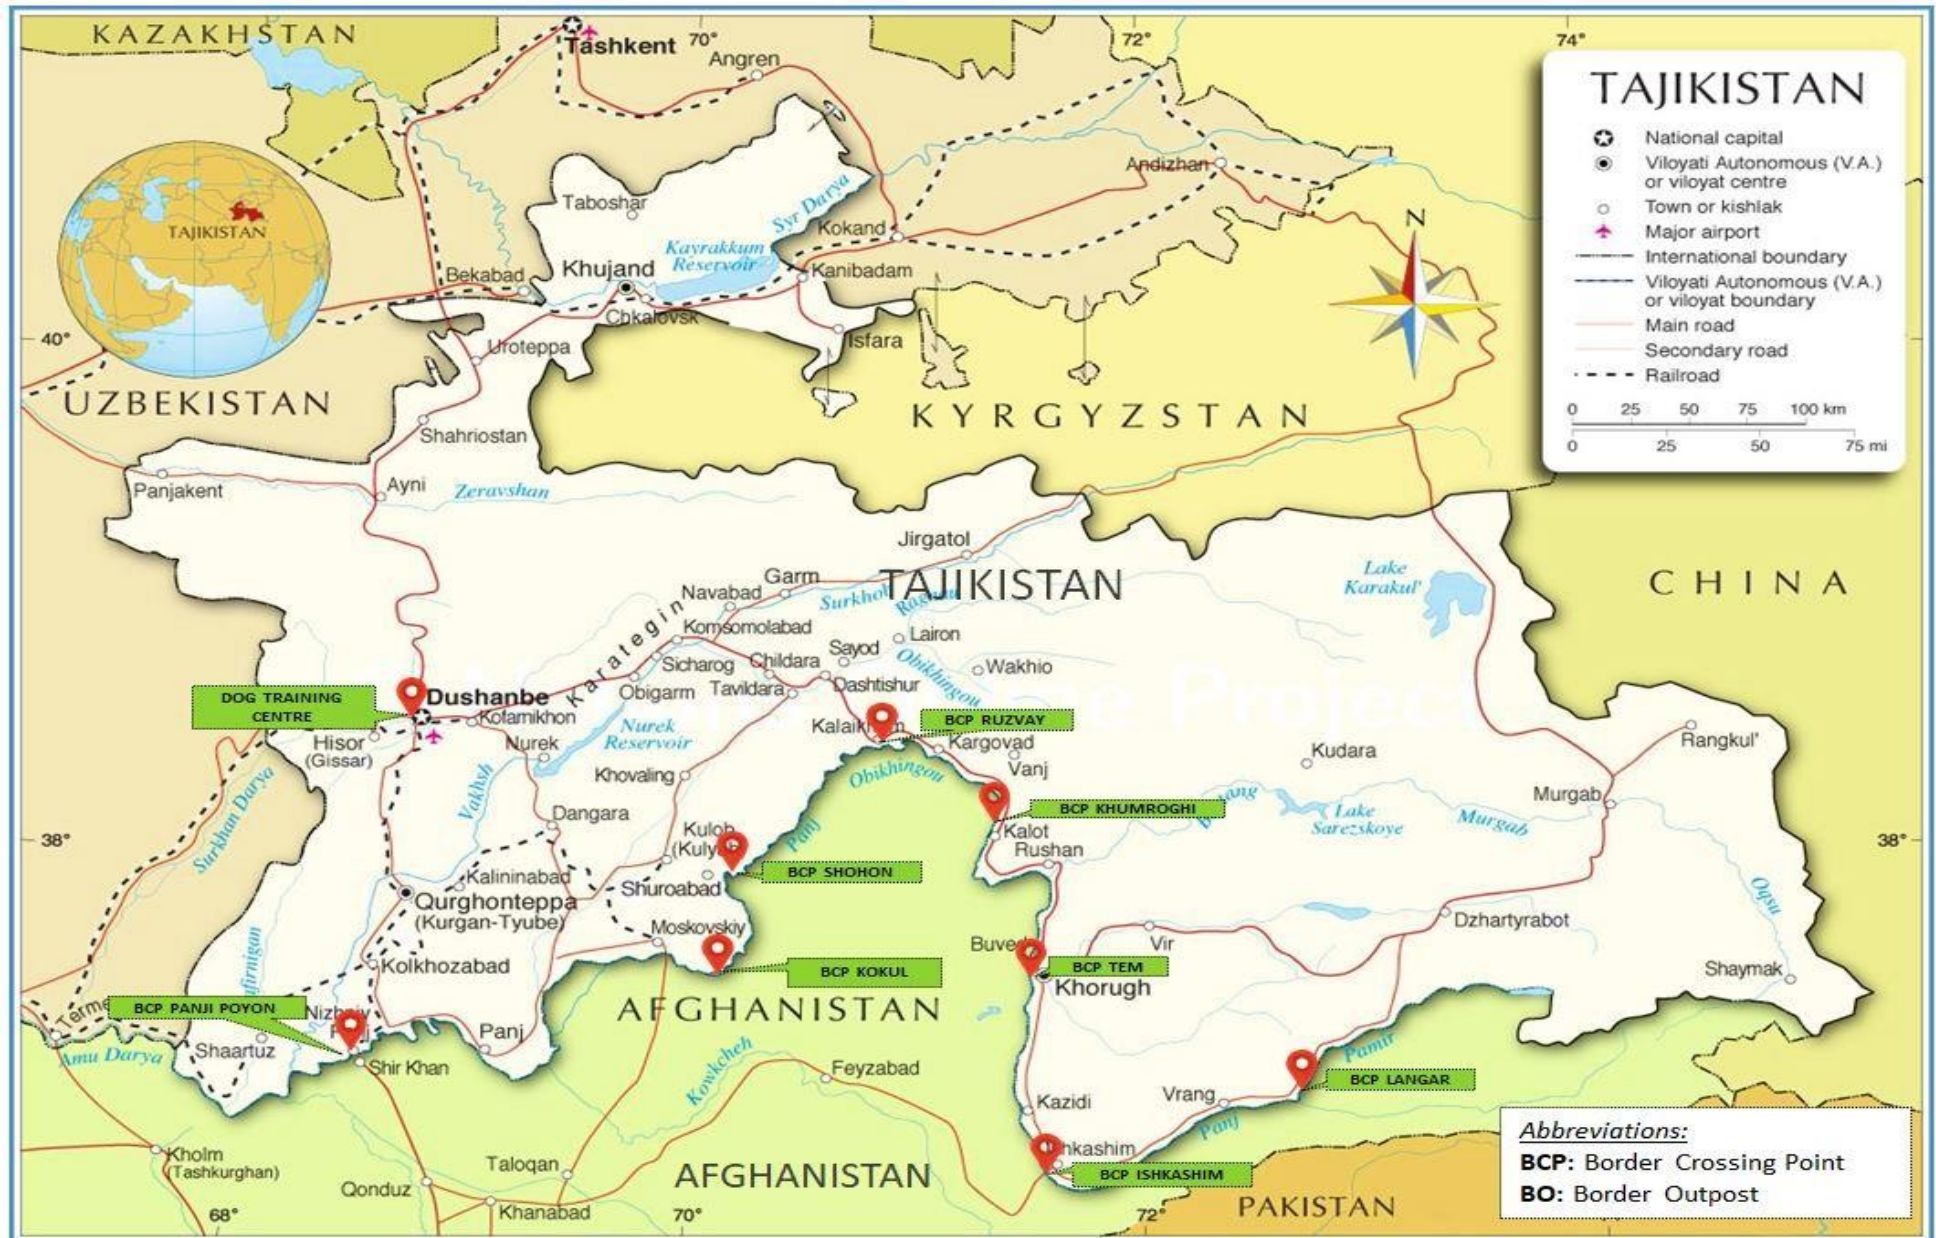 KAZAKHSTAN
Tashkent
70°
72°
74°
Angren
Andizhan
TAJIKISTAN
National capital
Viloyati Autonomous (V.A.)
or viloyat centre
Town or kishlak
Major airport
International boundary
Viloyati Autonomous (V.A.)
or viloyat boundary
Main road
Secondary road
Railroad
0 25 50 75 100 km
0 25 50 75 mi
N
TAJIKISTAN
Taboshar
Syr Darya
Kokand
Kayrakkum
Reservoir
Bekabad
Khujand
Kanibadam
Chkalovsk
Isfara
Uroteppa
40°
UZBEKISTAN
KYRGYZSTAN
Shahriostan
Panjakent
Ayni
Zeravshan
Jirgatol
Lake
Karakul'
CHINA
Garm
Navabad
TAJIKISTAN
Surkhob
Komsomolabad
Karategin
Lairon
Sayod
Sicharog
Childara
Obikhingou
Wakhio
Obigarm
Tavildara
Dashtishur
DOG TRAINING
CENTRE
Dushanbe
Kofarnikhon
Nurek
Reservoir
BCP RUZVAY
Hisor
(Gissar)
Nurek
Kargovad
Vanj
Kudara
Rangkul'
Khovaling
Obikhingou
Murgab
Surkhan Darya
Vakhsh
Dangara
BCP KHUMROGHI
Lake
Sarezskoye
Murgab
38°
Kulob
Panj
Kalot
Rushan
38°
BCP SHOHON
Kalininabad
Shuroabad
Qurghonteppa
(Kurgan-Tyube)
Moskovskiy
Dzhartyrabot
Oqsu
Vir
Kolkhozabad
BCP KOKUL
BCP TEM
Khorugh
Shaymak
BCP PANJI POYON
AFGHANISTAN
Amu Darya
Shaartuz
Panj
Shir Khan
Kowkcheh
Feyzabad
Pamir
BCP LANGAR
Vrang
Kazidi
Panj
Kholm
(Tashkurghan)
Taloqan
AFGHANISTAN
BCP ISHKASHIM
Qonduz
Khanabad
PAKISTAN
68°
70°
72°
Abbreviations:
BCP: Border Crossing Point
BO: Border Outpost